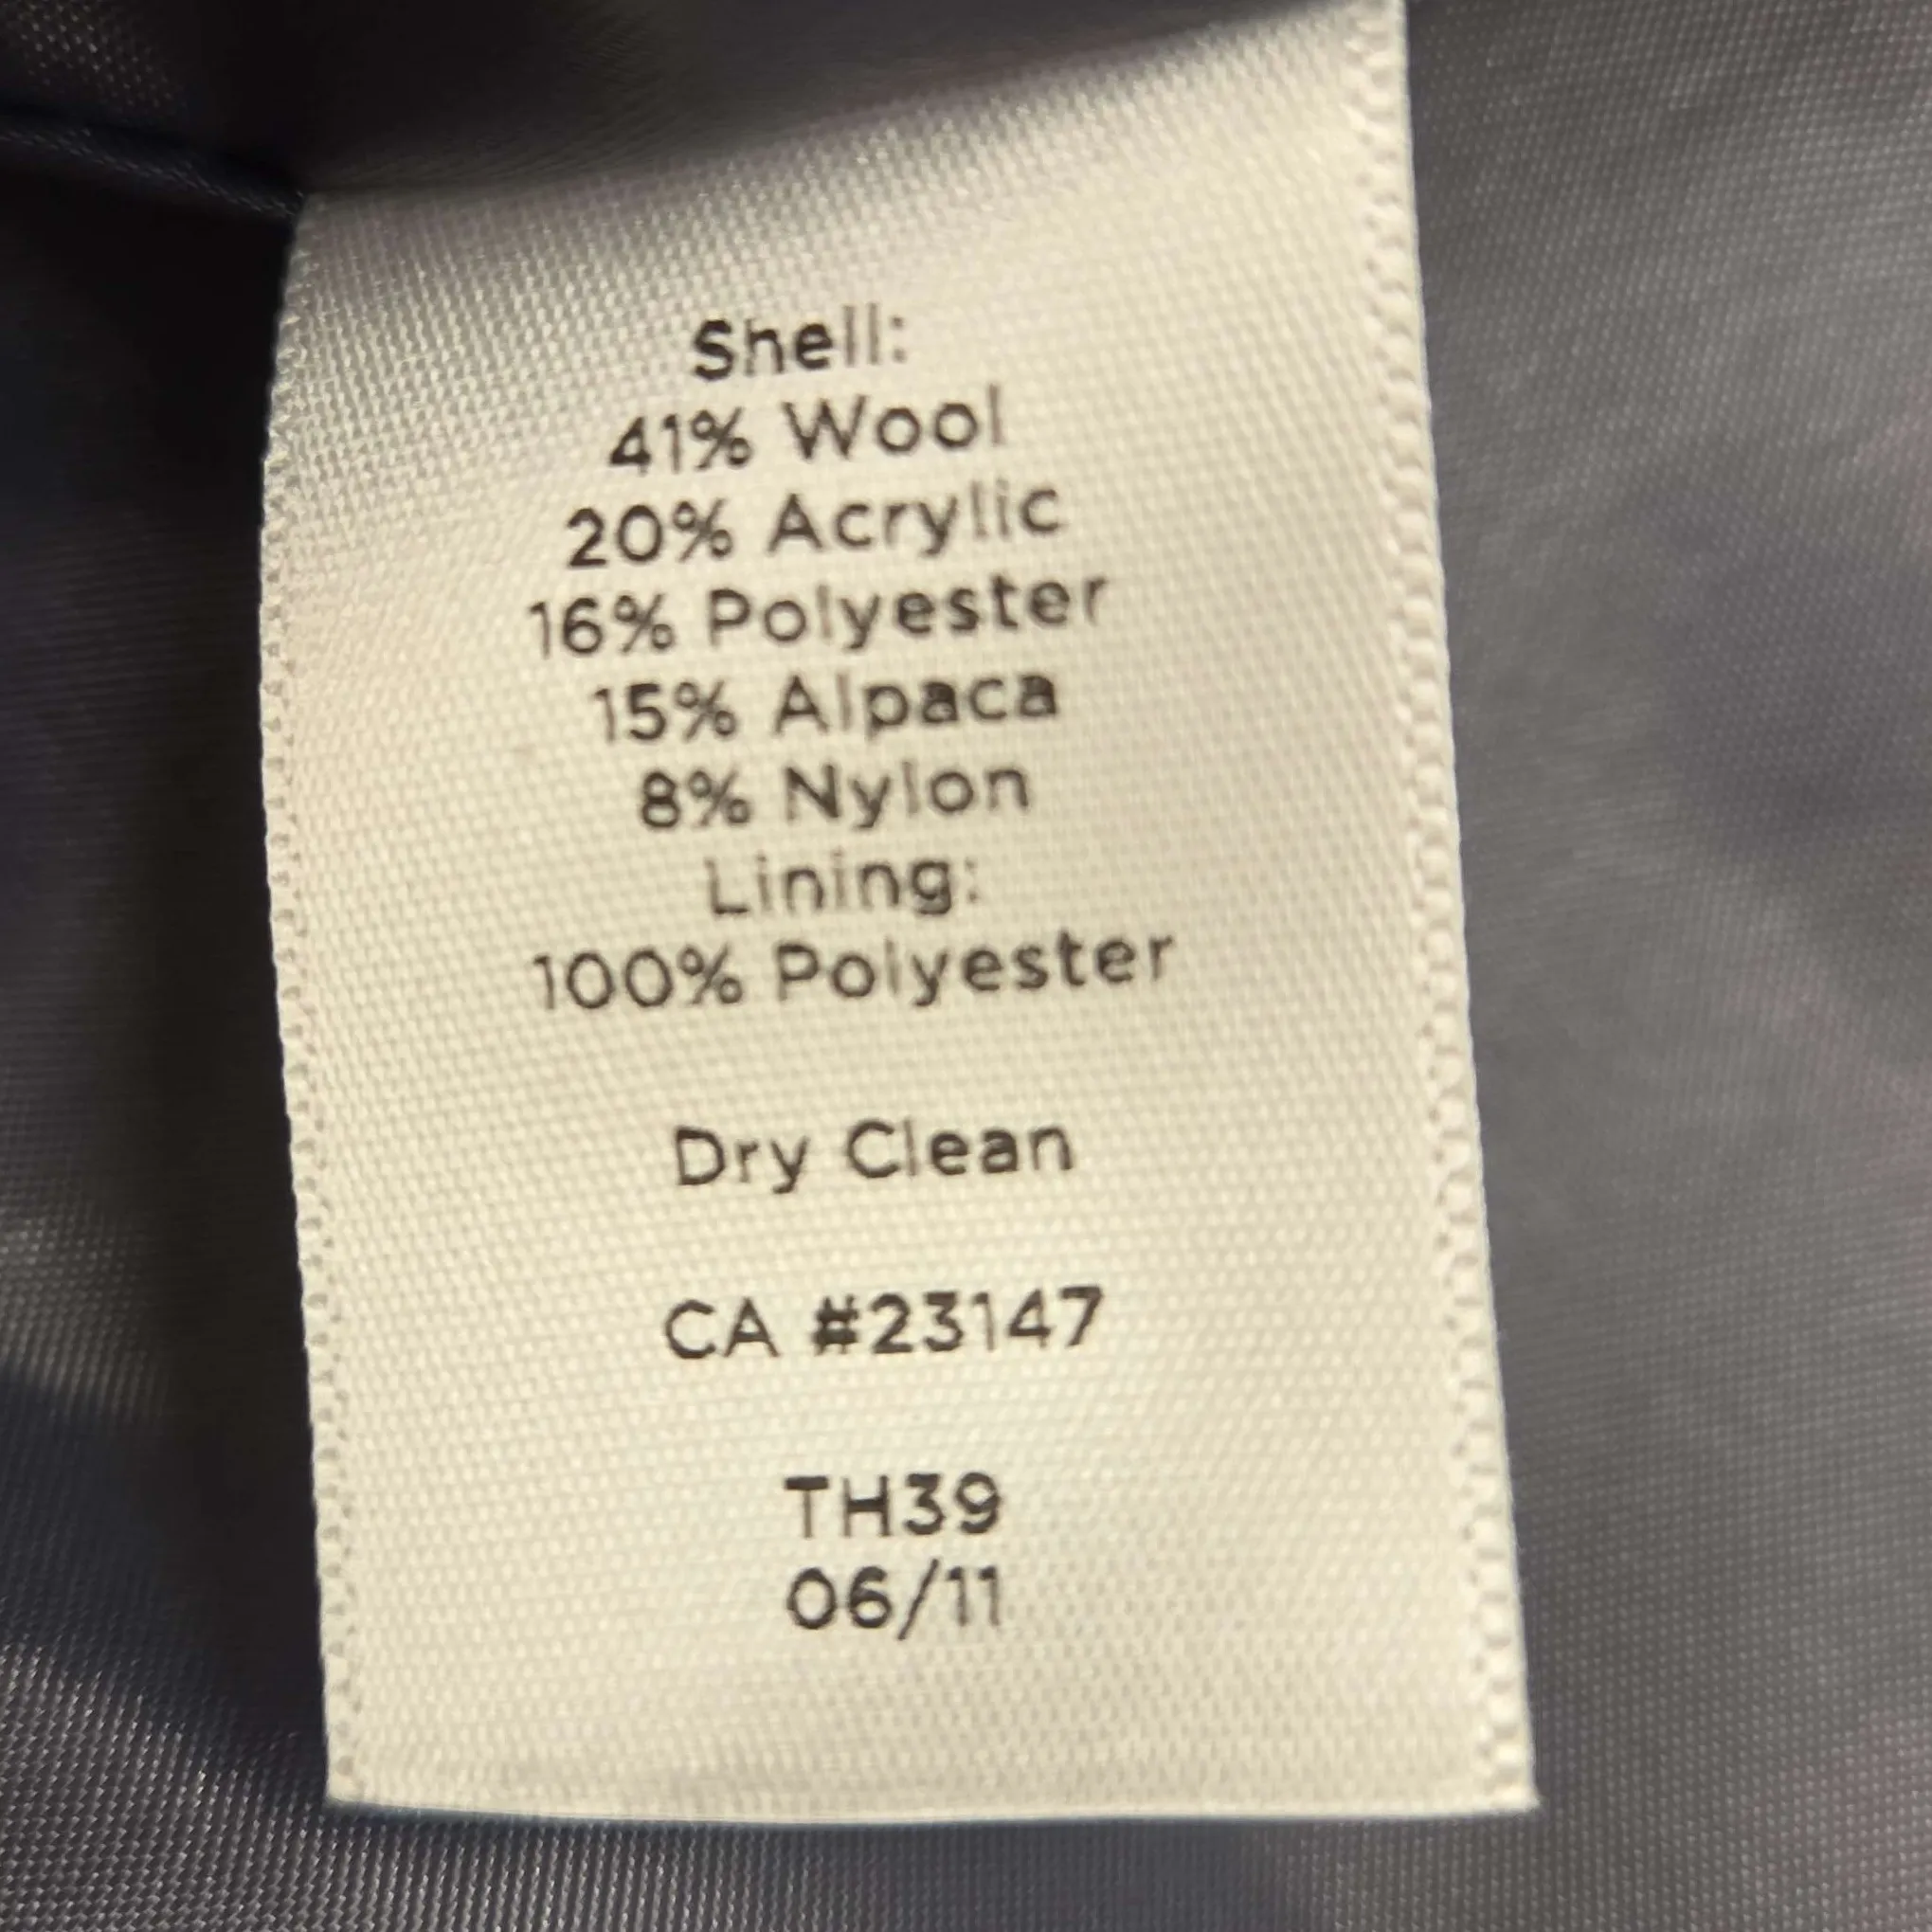 Shell:
41% Wool
20% Acrylic
16% Polyester
15% Alpaca
8% Nylon
Lining:
100% Polyester
Dry Clean
CA #23147
TH39
06/11